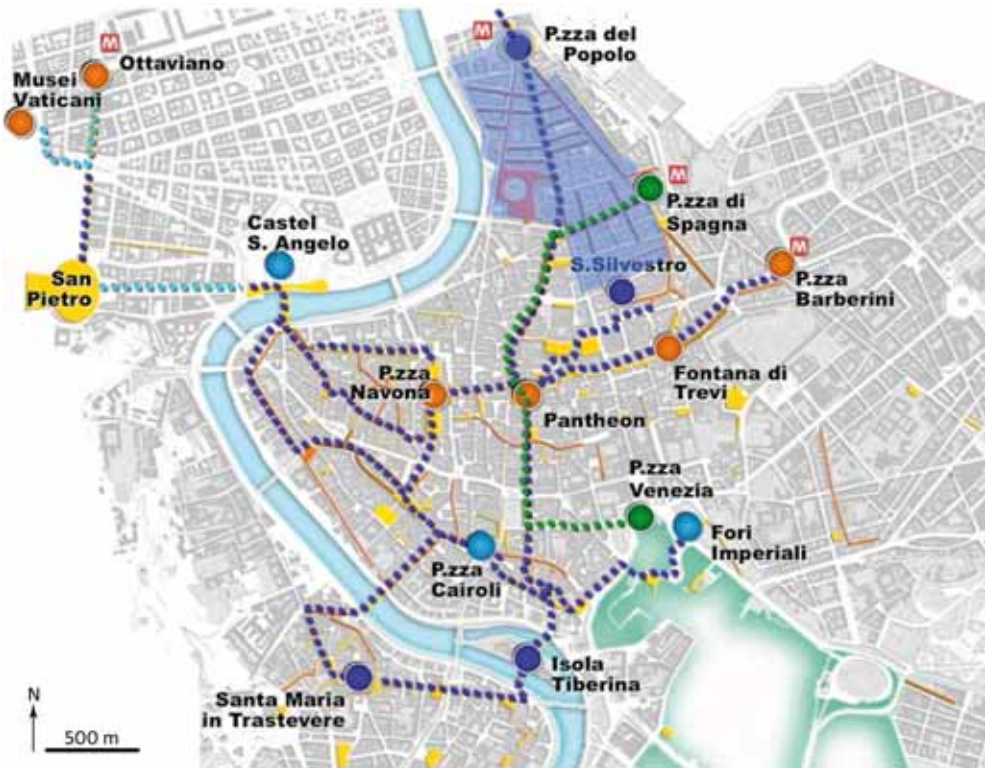 M
Ottaviano
Musei
Vaticani
M
P.zza del
Popolo
M
P.zza di
Spagna
Castel
S. Angelo
S.Silvestro
M
P.zza
Barberini
San
Pietro
P.zza
Navona
Fontana di
Trevi
Pantheon
P.zza
Venezia
Fori
Imperiali
P.zza
Cairoli
Isola
Tiberina
Santa Maria
in Trastevere
N
500 m